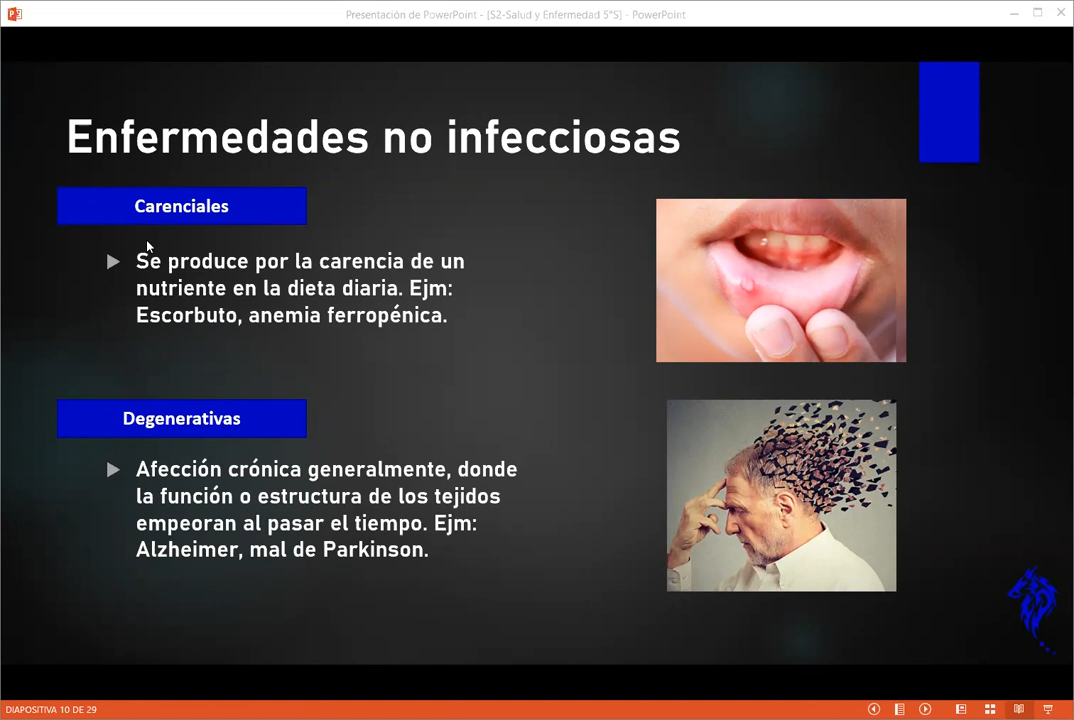 Presentación de PowerPoint - [S2-Salud y Enfermedad 5°S] - PowerPoint
Enfermedades no infecciosas
Carenciales
Se produce por la carencia de un
nutriente en la dieta diaria. Ejm:
Escorbuto, anemia ferropénica.
Degenerativas
Afección crónica generalmente, donde
la función o estructura de los tejidos
empeoran al pasar el tiempo. Ejm:
Alzheimer, mal de Parkinson.
DIAPOSITIVA 10 DE 29